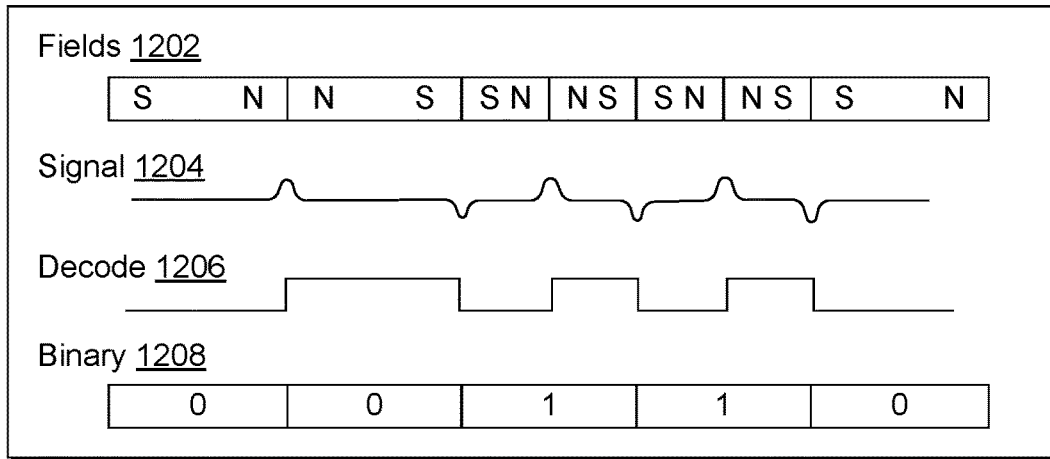 Fields 1202
S N N S S N N S S N N S S N
Signal 1204
Decode 1206
Binary 1208
0 0 1 1 0